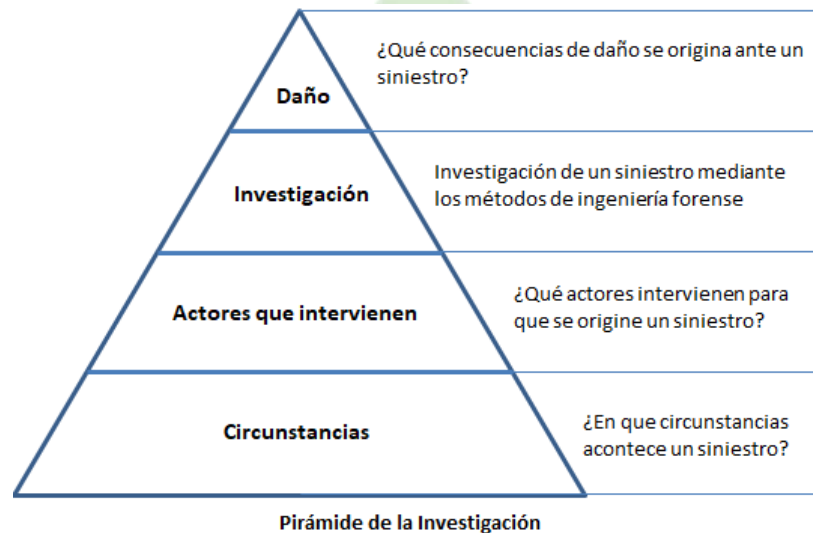 ¿Qué consecuencias de daño se origina ante un
siniestro?
Daño
Investigación de un siniestro mediante
los métodos de ingeniería forense
Investigación
¿Qué actores intervienen para
que se origine un siniestro?
Actores que intervienen
¿En que circunstancias
acontece un siniestro?
Circunstancias
Pirámide de la Investigación